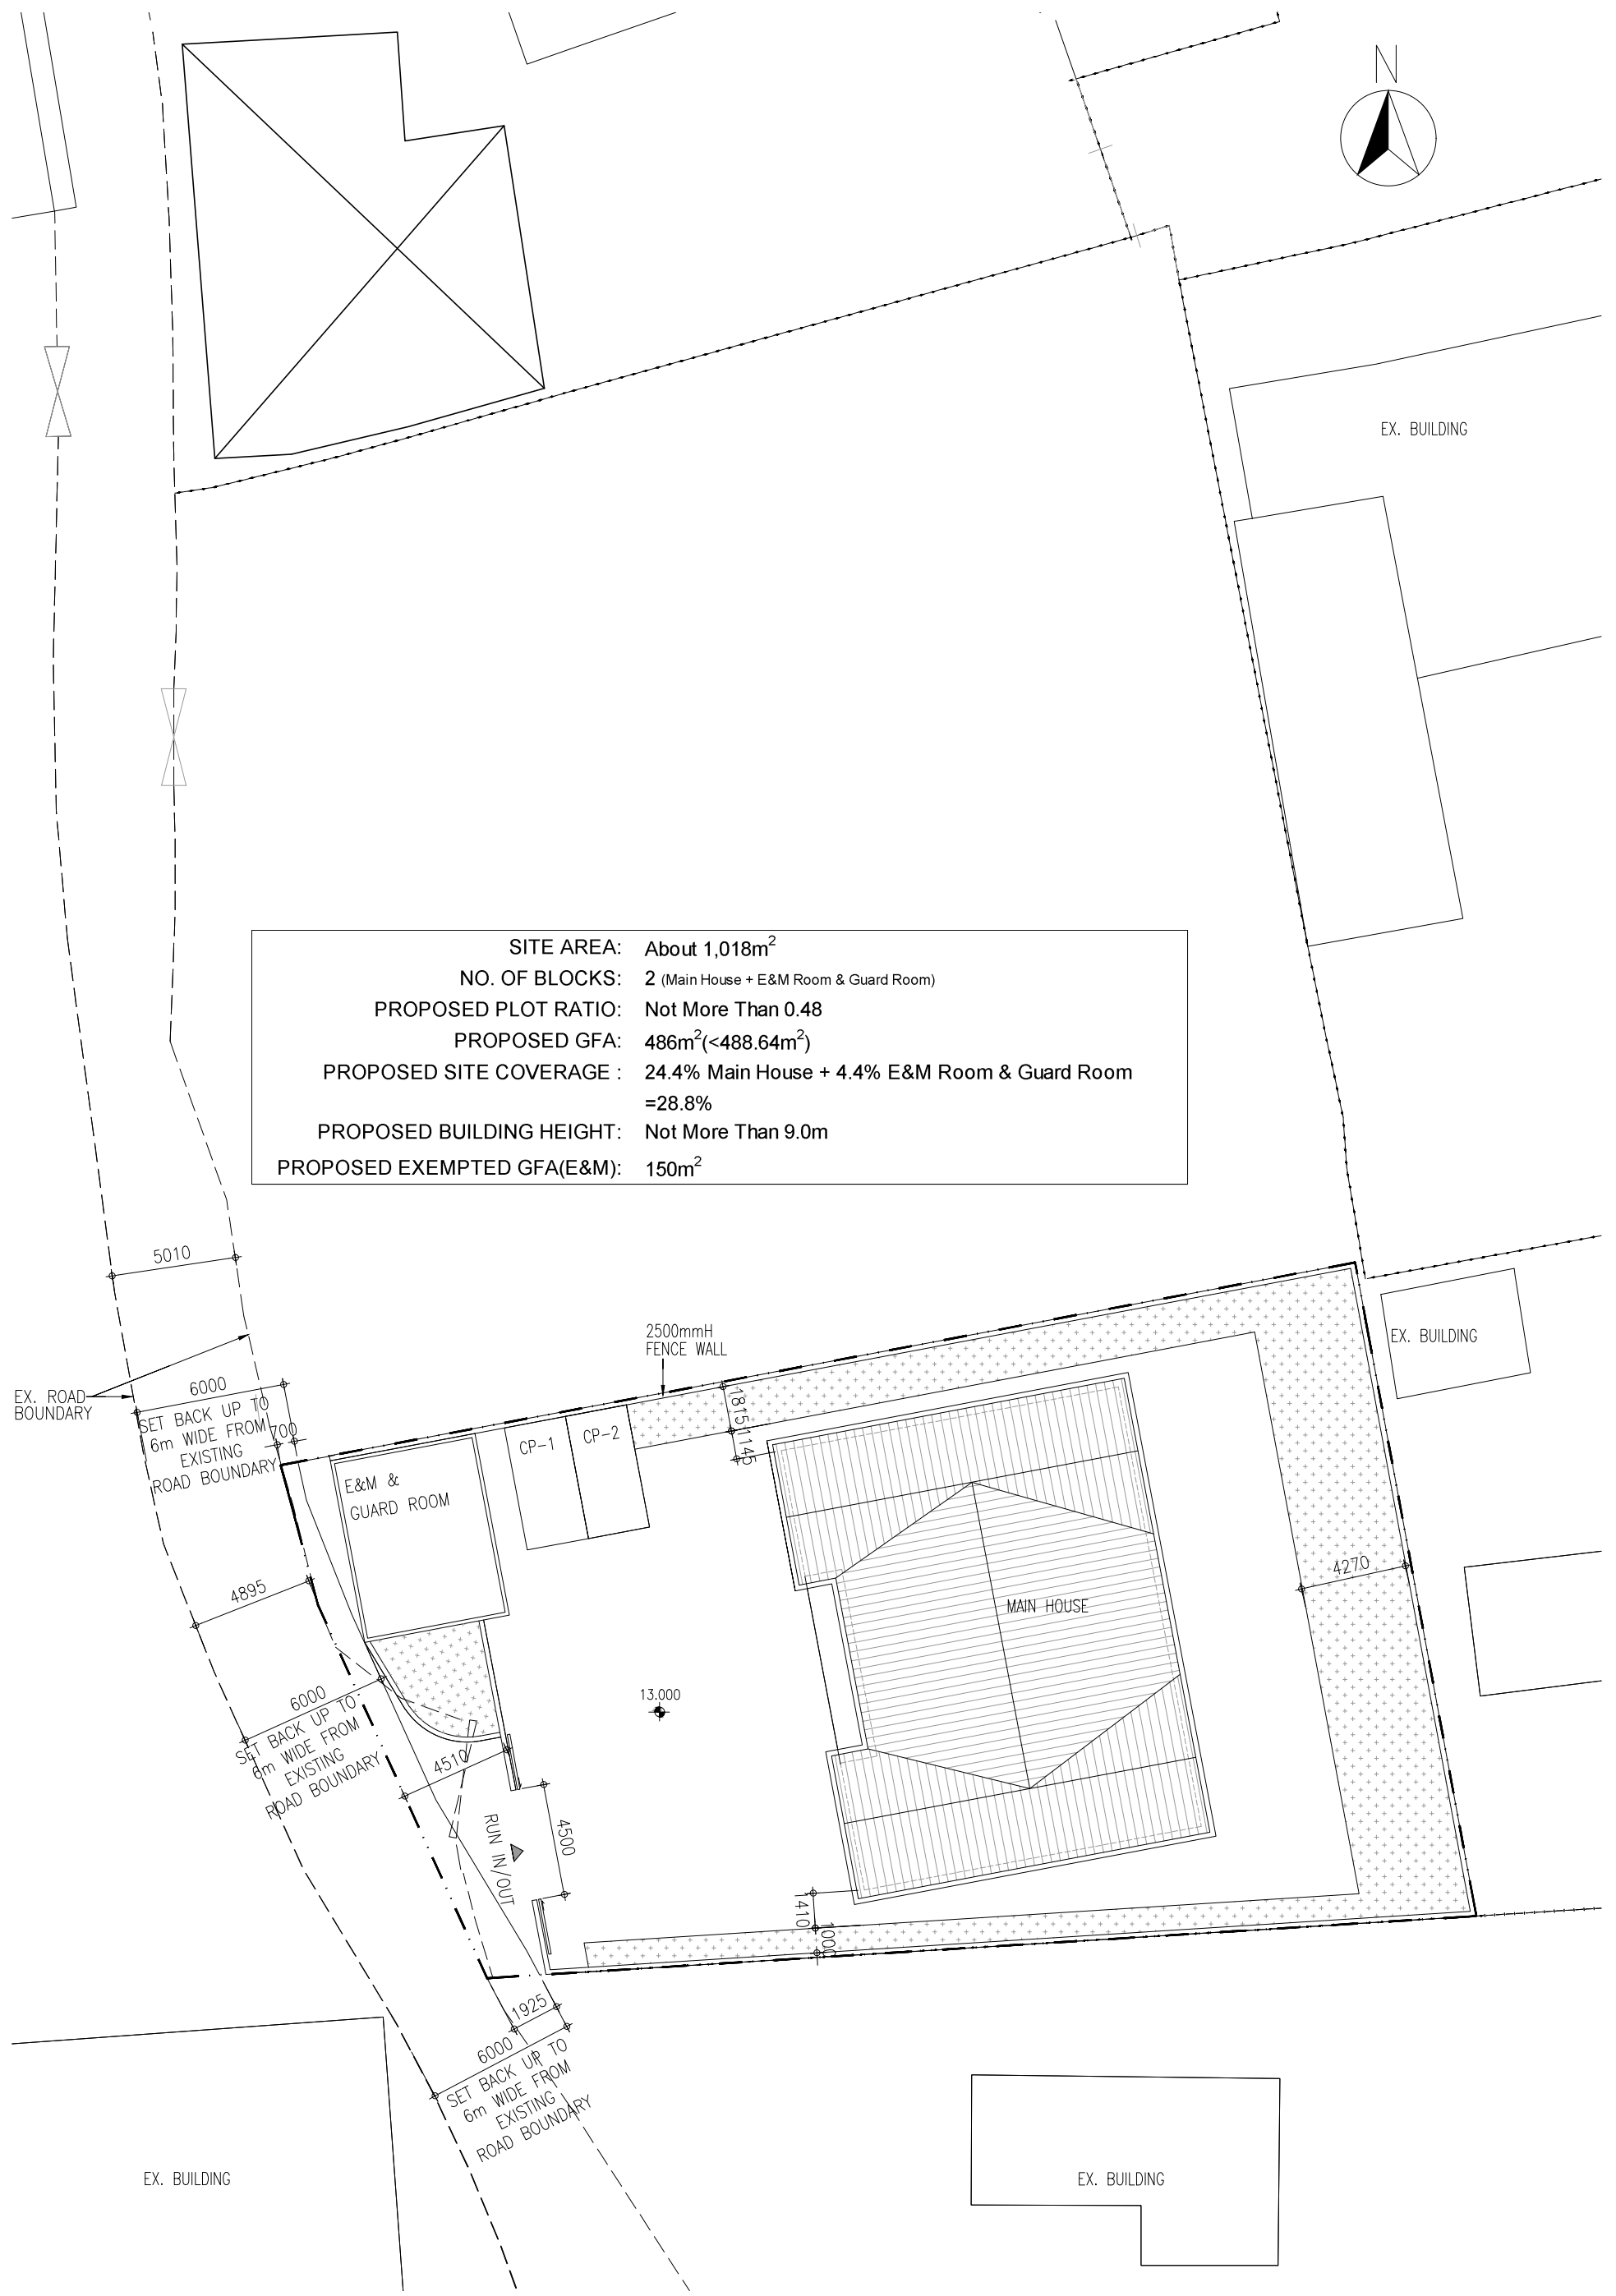 N
EX. BUILDING
SITE AREA: About 1,018m²
NO. OF BLOCKS: 2 (Main House + E&M Room & Guard Room)
PROPOSED PLOT RATIO: Not More Than 0.48
PROPOSED GFA: 486m²(<488.64m²)
PROPOSED SITE COVERAGE : 24.4% Main House + 4.4% E&M Room & Guard Room
=28.8%
PROPOSED BUILDING HEIGHT: Not More Than 9.0m
PROPOSED EXEMPTED GFA(E&M): 150m²
5010
2500mmH
FENCE WALL
EX. BUILDING
EX. ROAD
BOUNDARY
6000
SET BACK UP TO
6m WIDE FROM
EXISTING
ROAD BOUNDARY
700
1815
1145
CP-1
CP-2
E&M &
GUARD ROOM
4895
4270
MAIN HOUSE
13.000
6000
SET BACK UP TO
6m WIDE FROM
EXISTING
ROAD BOUNDARY
4510
4500
RUN IN/OUT
410
1000
1925
6000
SET BACK UP TO
6m WIDE FROM
EXISTING
ROAD BOUNDARY
EX. BUILDING
EX. BUILDING